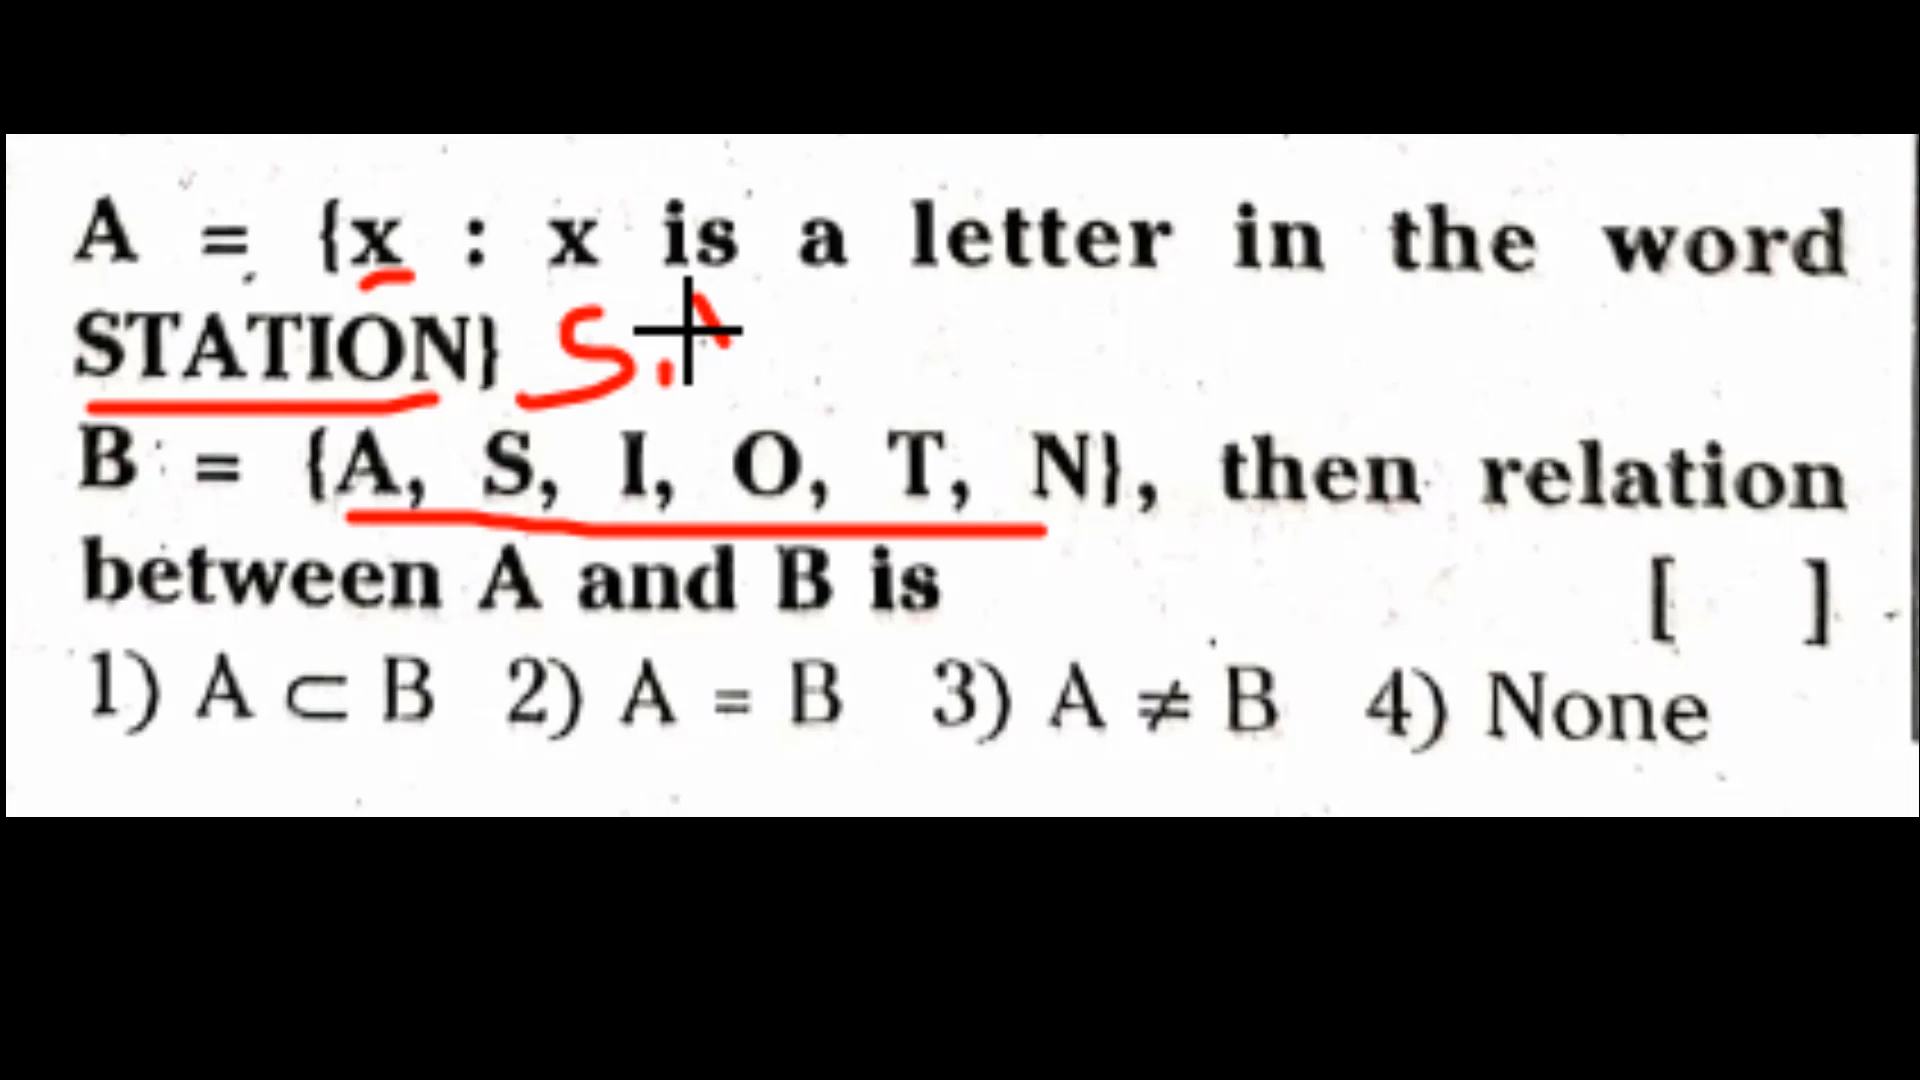 A = {x : x is a letter in the word
STATION} S.
B = {A, S, I, O, T, N}, then relation
between A and B is [ ]
1) A ⊂ B 2) A = B 3) A ≠ B 4) None